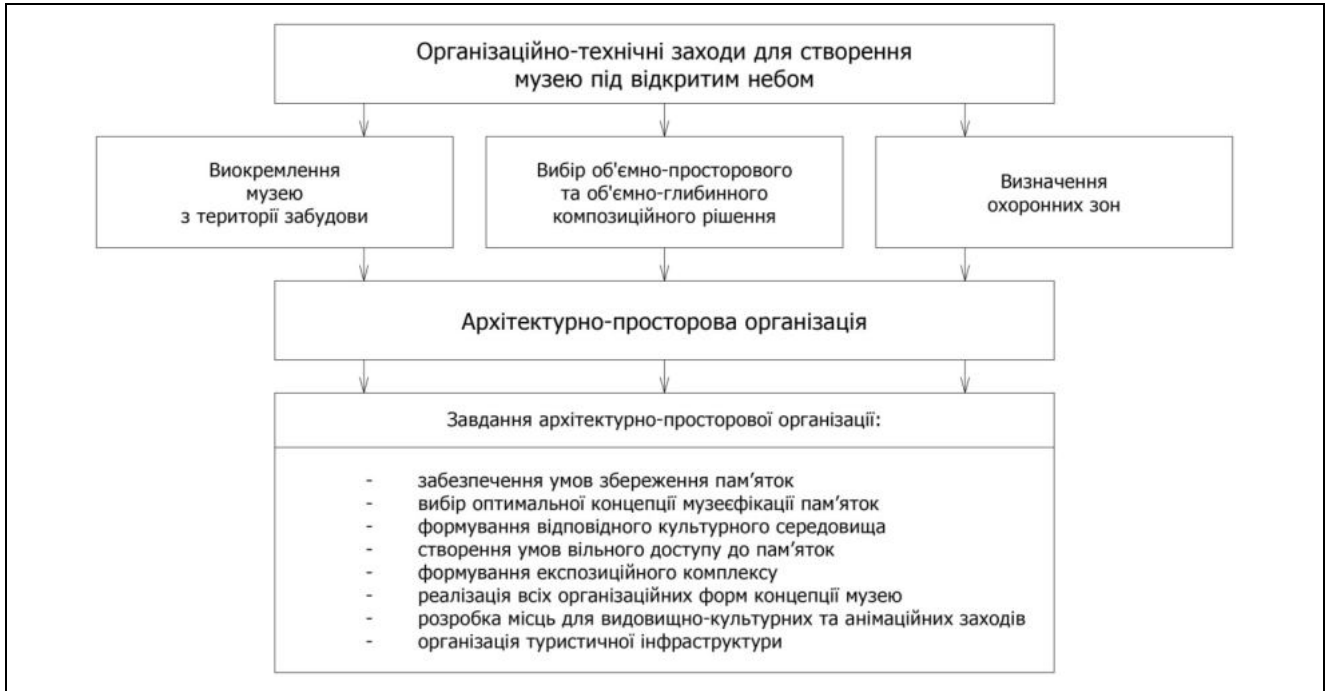 Організаційно-технічні заходи для створення
музею під відкритим небом
Виокремлення
музею
з території забудови
Вибір об'ємно-просторового
та об'ємно-глибинного
композиційного рішення
Визначення
охоронних зон
Архітектурно-просторова організація
Завдання архітектурно-просторової організації:
- забезпечення умов збереження пам’яток
- вибір оптимальної концепції музеєфікації пам’яток
- формування відповідного культурного середовища
- створення умов вільного доступу до пам’яток
- формування експозиційного комплексу
- реалізація всіх організаційних форм концепції музею
- розробка місць для видовищно-культурних та анімаційних заходів
- організація туристичної інфраструктури